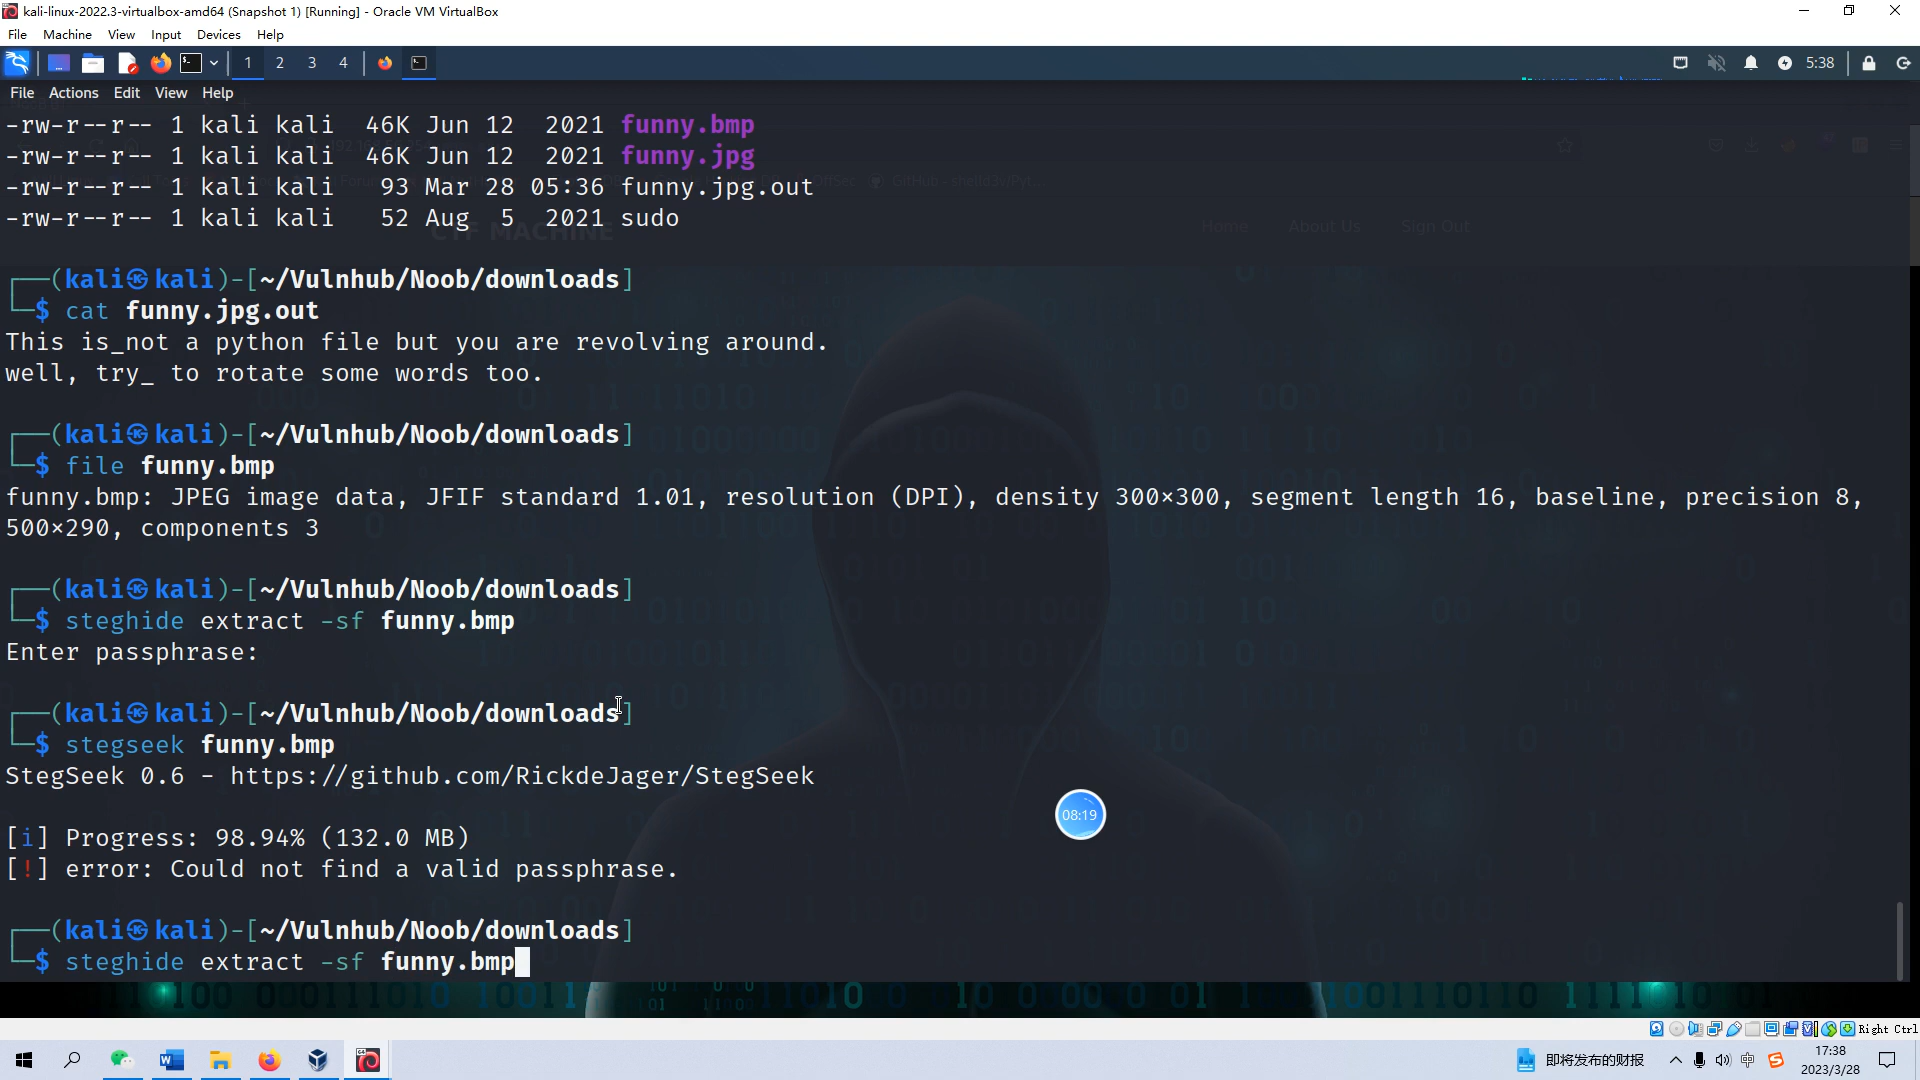 kali-linux-2022.3-virtualbox-amd64 (Snapshot 1) [Running] - Oracle VM VirtualBox
File Machine View Input Devices Help
1 2 3 4 5:38
File Actions Edit View Help
-rw-r--r-- 1 kali kali 46K Jun 12 2021 funny.bmp
-rw-r--r-- 1 kali kali 46K Jun 12 2021 funny.jpg
-rw-r--r-- 1 kali kali 93 Mar 28 05:36 funny.jpg.out
-rw-r--r-- 1 kali kali 52 Aug 5 2021 sudo
CTF MACHINE Home About Us Sign Out
┌──(kali㉿kali)-[~/Vulnhub/Noob/downloads]
└─$ cat funny.jpg.out
This is_not a python file but you are revolving around.
well, try_ to rotate some words too.
┌──(kali㉿kali)-[~/Vulnhub/Noob/downloads]
└─$ file funny.bmp
funny.bmp: JPEG image data, JFIF standard 1.01, resolution (DPI), density 300×300, segment length 16, baseline, precision 8,
500×290, components 3
┌──(kali㉿kali)-[~/Vulnhub/Noob/downloads]
└─$ steghide extract -sf funny.bmp
Enter passphrase:
┌──(kali㉿kali)-[~/Vulnhub/Noob/downloads]
└─$ stegseek funny.bmp
StegSeek 0.6 - https://github.com/RickdeJager/StegSeek
[i] Progress: 98.94% (132.0 MB)
[!] error: Could not find a valid passphrase.
08:19
┌──(kali㉿kali)-[~/Vulnhub/Noob/downloads]
└─$ steghide extract -sf funny.bmp
Right Ctrl
即将发布的财报 中 17:38
2023/3/28